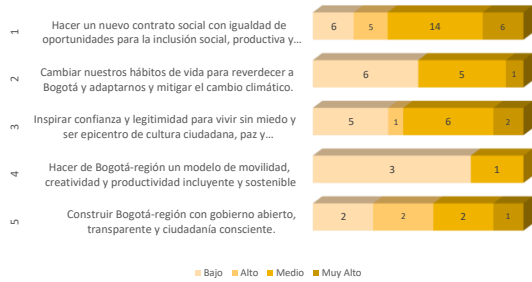 1
Hacer un nuevo contrato social con igualdad de
oportunidades para la inclusión social, productiva y…
6 5 14 6
2
Cambiar nuestros hábitos de vida para reverdecer a
Bogotá y adaptarnos y mitigar el cambio climático.
6 5 1
3
Inspirar confianza y legitimidad para vivir sin miedo y
ser epicentro de cultura ciudadana, paz y…
5 1 6 2
4
Hacer de Bogotá-región un modelo de movilidad,
creatividad y productividad incluyente y sostenible
3 1
5
Construir Bogotá-región con gobierno abierto,
transparente y ciudadanía consciente.
2 2 2 1
Bajo Alto Medio Muy Alto